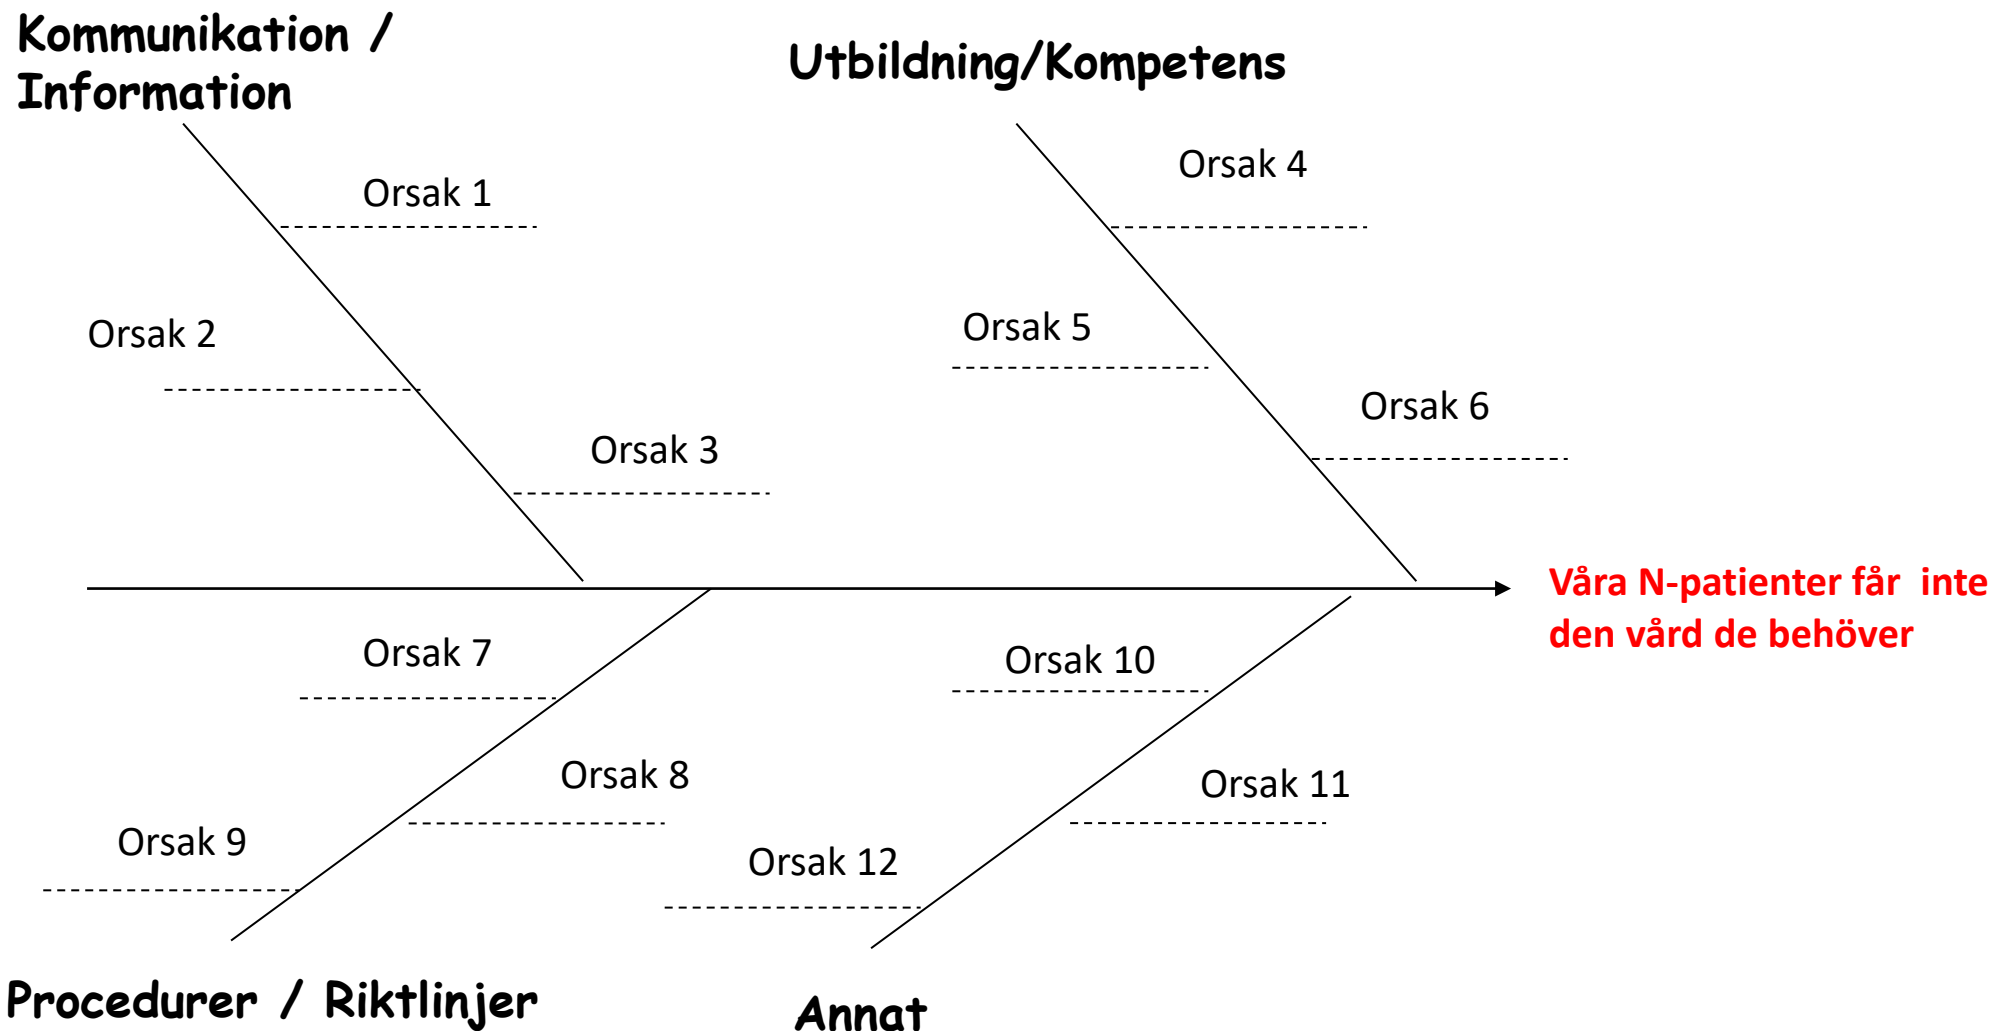 Kommunikation /
Information
Utbildning/Kompetens
Orsak 4
Orsak 1
Orsak 5
Orsak 2
Orsak 6
Orsak 3
Våra N-patienter får  inte
den vård de behöver
Orsak 7
Orsak 10
Orsak 8
Orsak 11
Orsak 9
Orsak 12
Procedurer / Riktlinjer
Annat